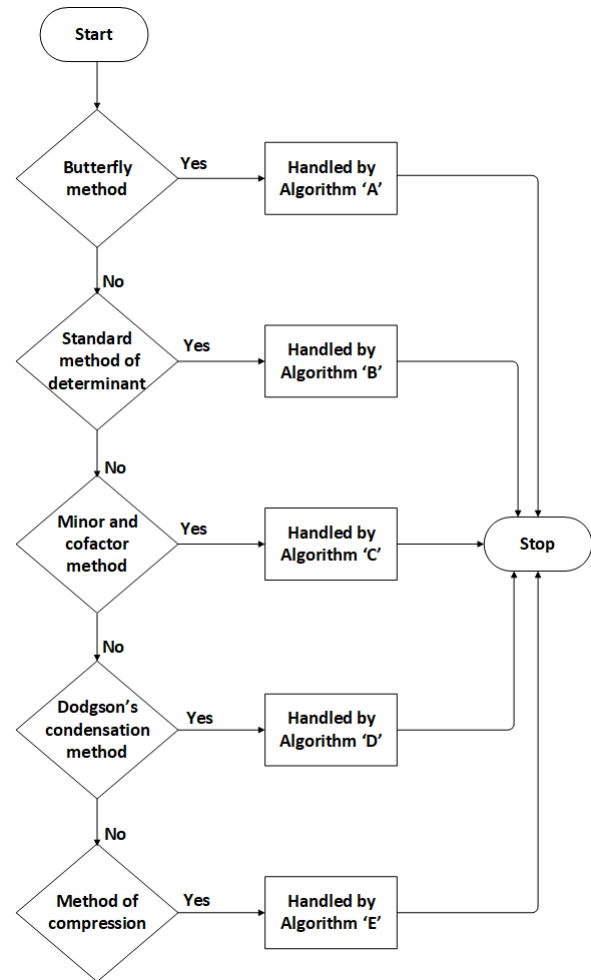 Start
Butterfly
method
Yes
Handled by
Algorithm ‘A’
No
Standard
method of
determinant
Yes
Handled by
Algorithm ‘B’
No
Minor and
cofactor
method
Yes
Handled by
Algorithm ‘C’
Stop
No
Dodgson’s
condensation
method
Yes
Handled by
Algorithm ‘D’
No
Method of
compression
Yes
Handled by
Algorithm ‘E’